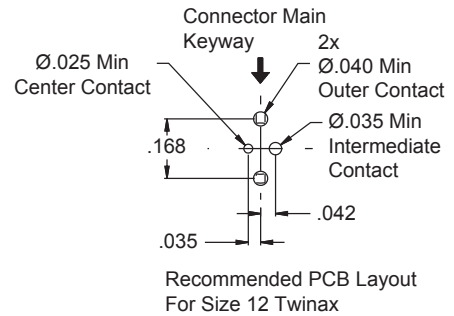 Connector Main
Keyway
Ø.025 Min
Center Contact
2x
Ø.040 Min
Outer Contact
Ø.035 Min
Intermediate
Contact
.168
.042
.035
Recommended PCB Layout
For Size 12 Twinax